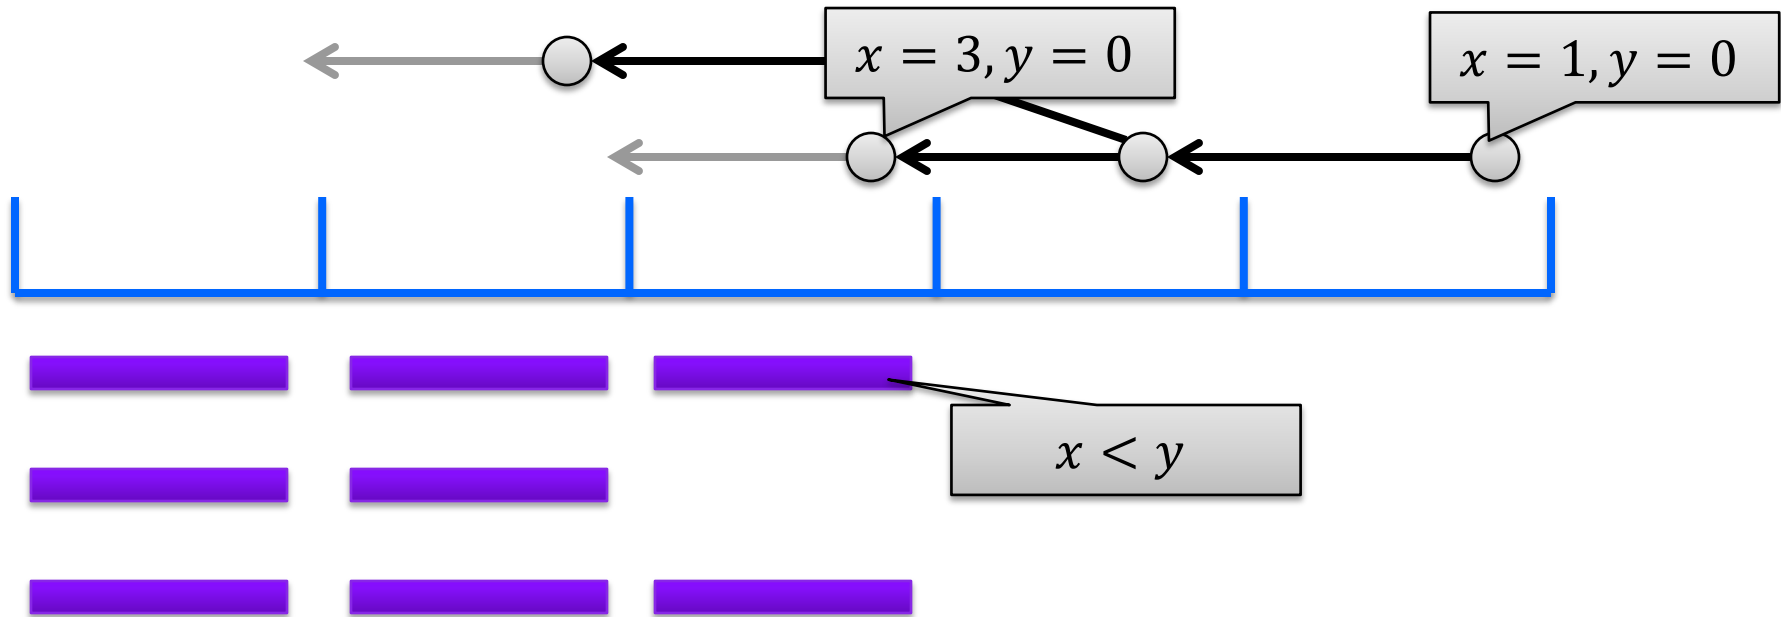 x = 3, y = 0
x = 1, y = 0
x < y